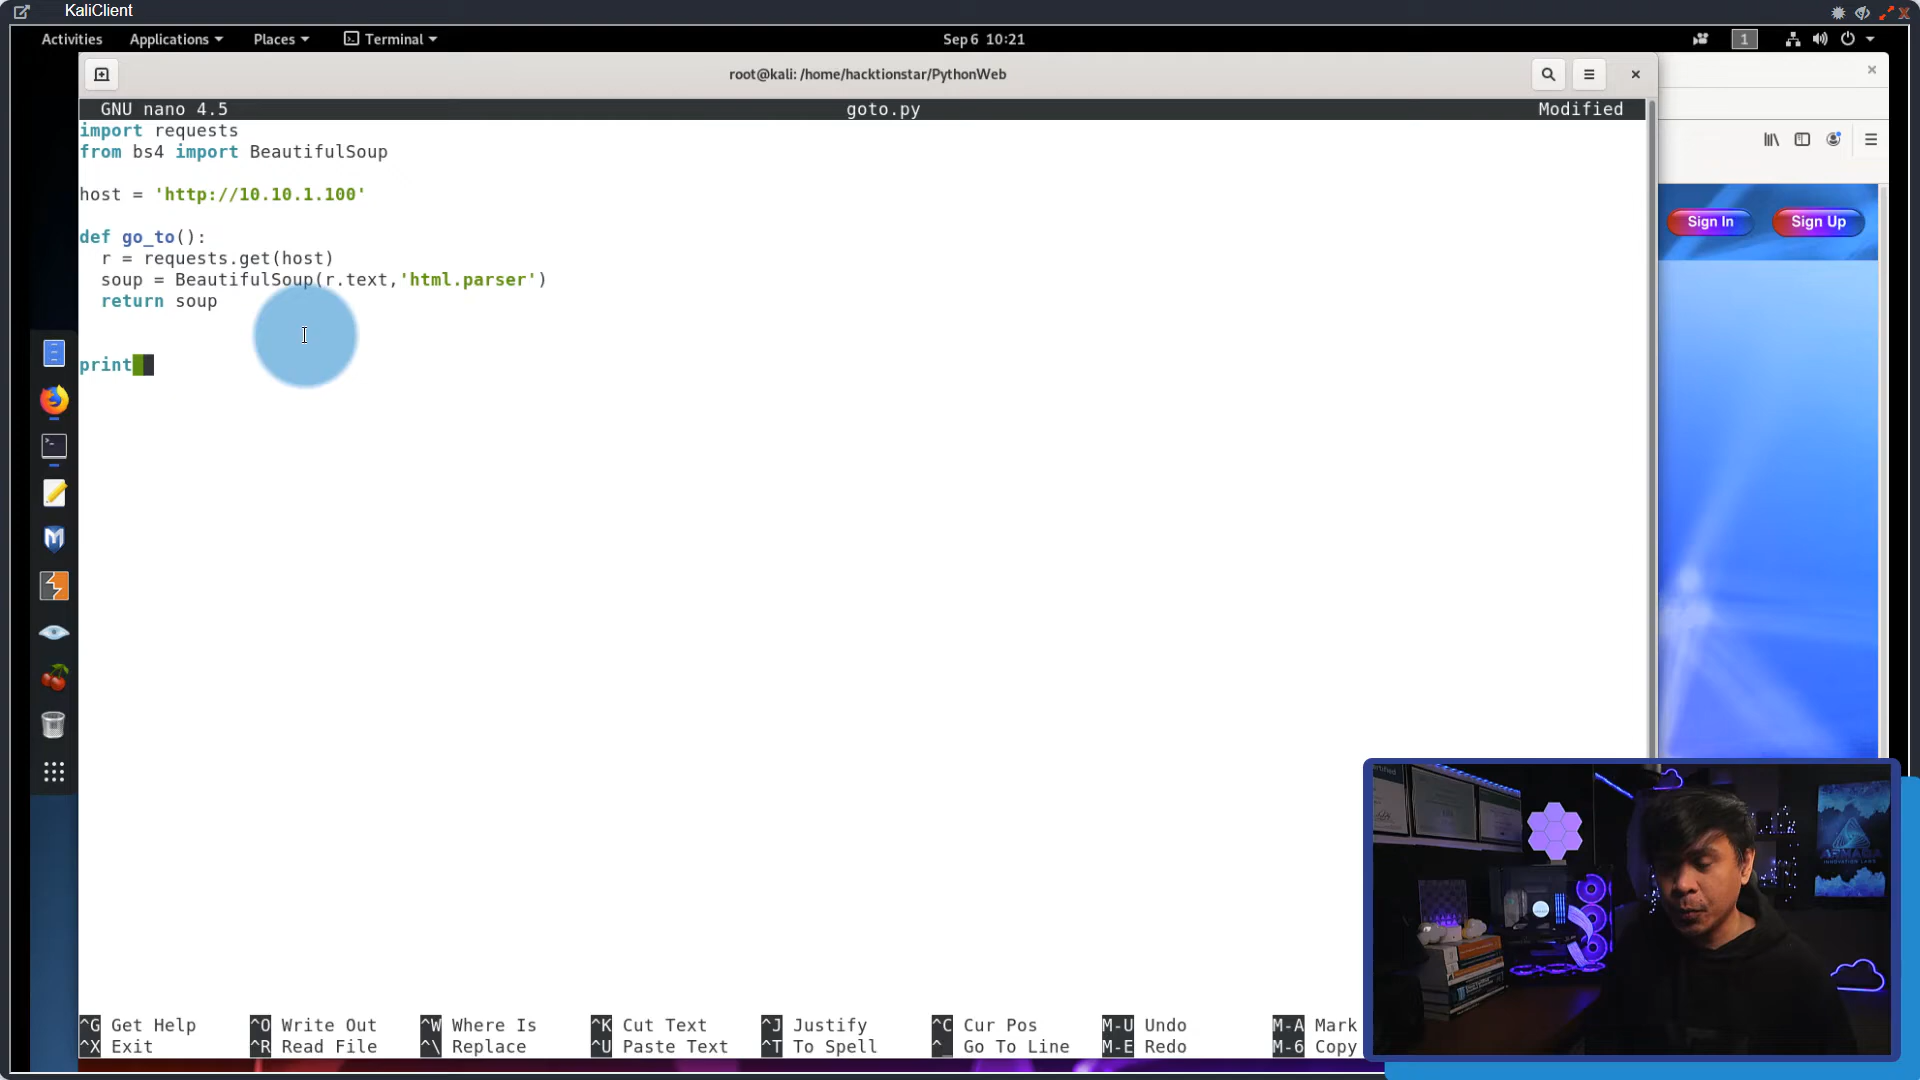 KaliClient
Activities Applications Places Terminal Sep 6 10:21 1
root@kali: /home/hacktionstar/PythonWeb
GNU nano 4.5 goto.py Modified
import requests
from bs4 import BeautifulSoup
host = 'http://10.10.1.100'
def go_to():
r = requests.get(host)
soup = BeautifulSoup(r.text,'html.parser')
return soup
print
Sign In Sign Up
^G Get Help ^O Write Out ^W Where Is ^K Cut Text ^J Justify ^C Cur Pos M-U Undo M-A Mark
^X Exit ^R Read File ^\ Replace ^U Paste Text ^T To Spell ^_ Go To Line M-E Redo M-6 Copy